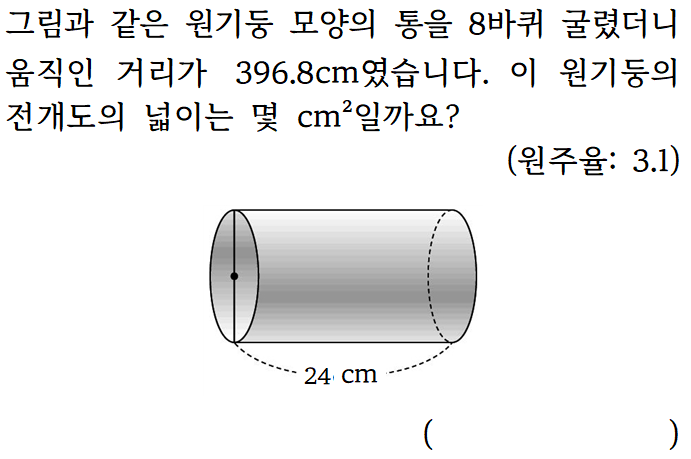 그림과 같은 원기둥 모양의 통을 8바퀴 굴렸더니
움직인 거리가 396.8cm였습니다. 이 원기둥의
전개도의 넓이는 몇 cm²일까요?
(원주율: 3.1)
24 cm
( )